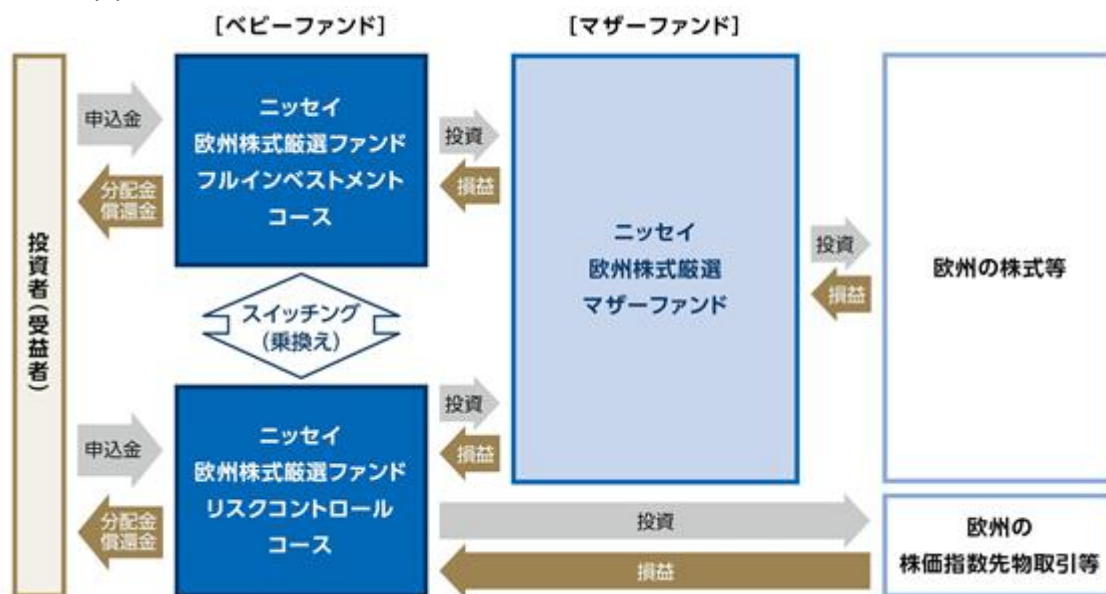 [ベビーファンド]
[マザーファンド]
投資者(受益者)
申込金
分配金
償還金
ニッセイ
欧州株式厳選ファンド
フルインベストメント
コース
投資
損益
ニッセイ
欧州株式厳選
マザーファンド
投資
損益
欧州の株式等
スイッチング
(乗換え)
申込金
分配金
償還金
ニッセイ
欧州株式厳選ファンド
リスクコントロール
コース
投資
損益
投資
損益
欧州の
株価指数先物取引等